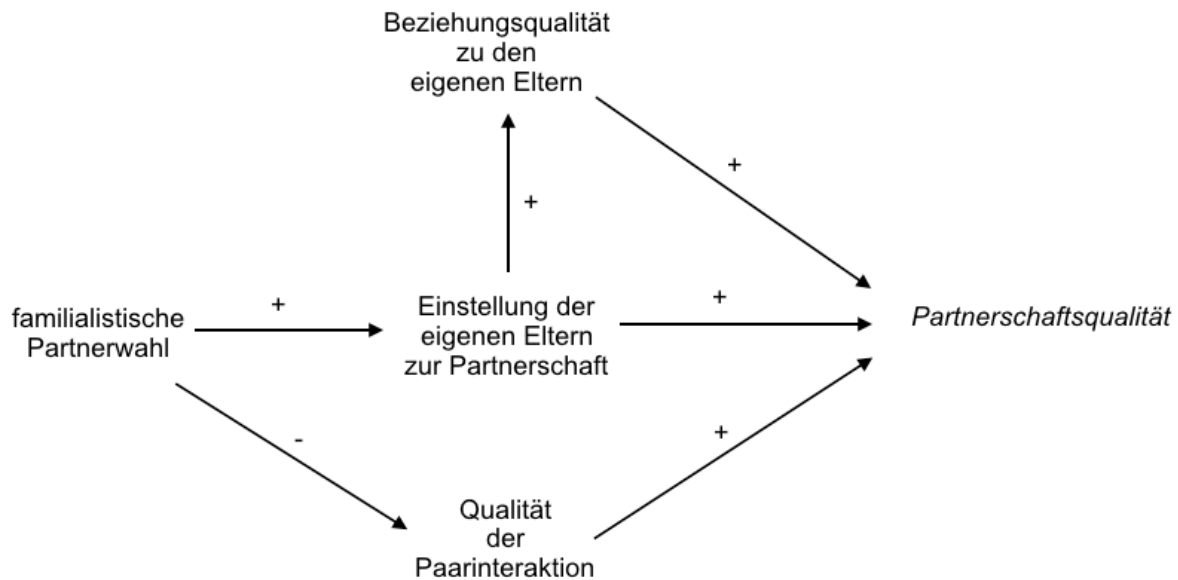 Beziehungsqualität
zu den
eigenen Eltern
+
+
familialistische
Partnerwahl
+
Einstellung der
eigenen Eltern
zur Partnerschaft
+
Partnerschaftsqualität
-
+
Qualität
der
Paarinteraktion